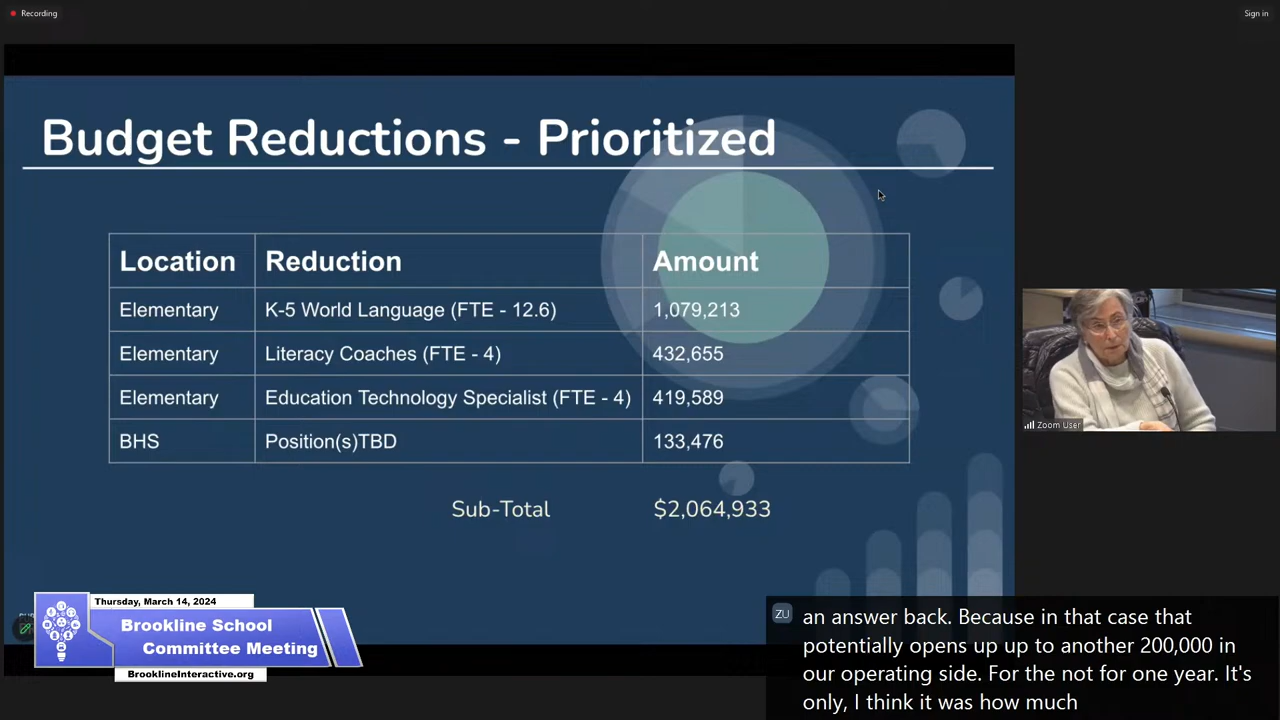 Recording
Sign in
Budget Reductions - Prioritized
Location Reduction Amount
Elementary K-5 World Language (FTE - 12.6) 1,079,213
Elementary Literacy Coaches (FTE - 4) 432,655
Elementary Education Technology Specialist (FTE - 4) 419,589
BHS Position(s)TBD 133,476
Sub-Total $2,064,933
Zoom User
Thursday, March 14, 2024
Brookline School
Committee Meeting
BrooklineInteractive.org
ZU an answer back. Because in that case that
potentially opens up up to another 200,000 in
our operating side. For the not for one year. It's
only, I think it was how much